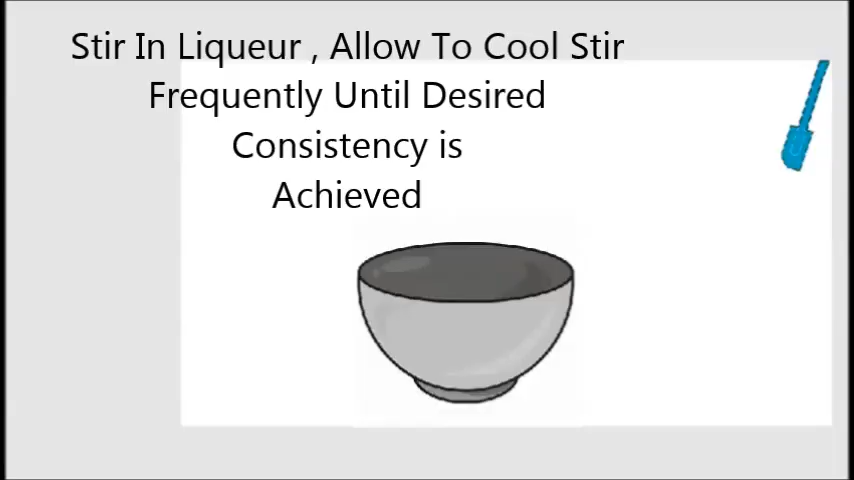 Stir In Liqueur , Allow To Cool Stir
Frequently Until Desired
Consistency is
Achieved